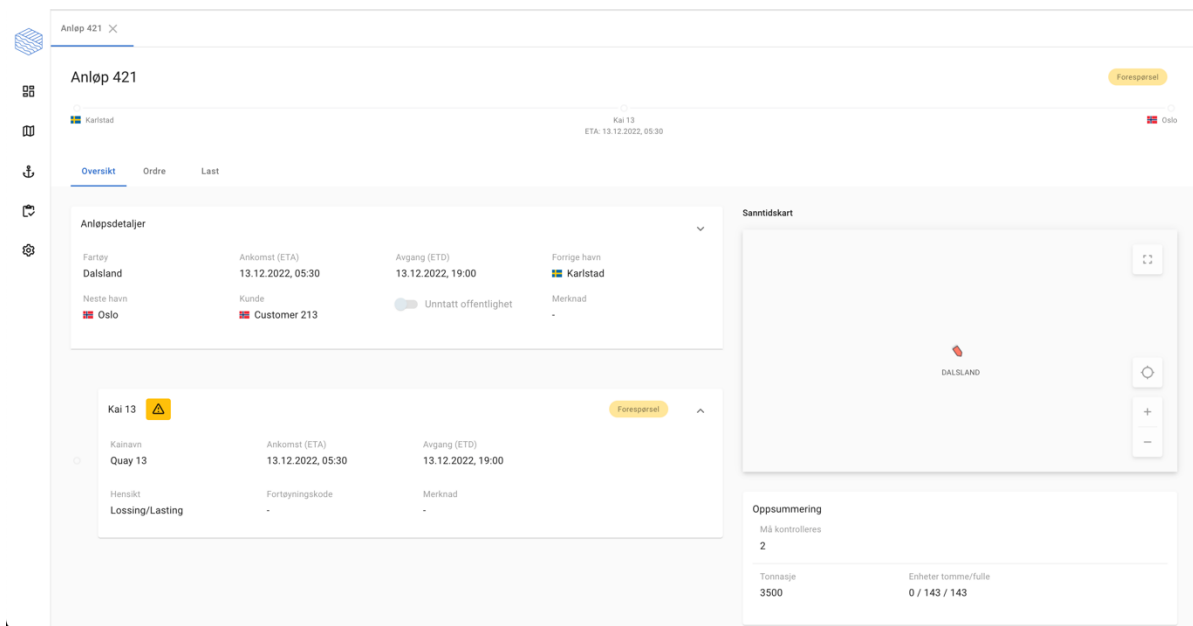 Anløp 421
Anløp 421
Forespørsel
Karlstad
Kai 13
Oslo
ETA: 13.12.2022, 05:30
Oversikt Ordre Last
Anløpsdetaljer
Fartøy Ankomst (ETA) Avgang (ETD) Forrige havn
Dalsland 13.12.2022, 05:30 13.12.2022, 19:00 Karlstad
Neste havn Kunde Unntatt offentlighet Merknad
Oslo Customer 213 -
Kai 13 Forespørsel
Kainavn Ankomst (ETA) Avgang (ETD)
Quay 13 13.12.2022, 05:30 13.12.2022, 19:00
Hensikt Fortøyningskode Merknad
Lossing/Lasting - -
Sanntidskart
DALSLAND
Oppsummering
Må kontrolleres
2
Tonnasje Enheter tomme/fulle
3500 0 / 143 / 143